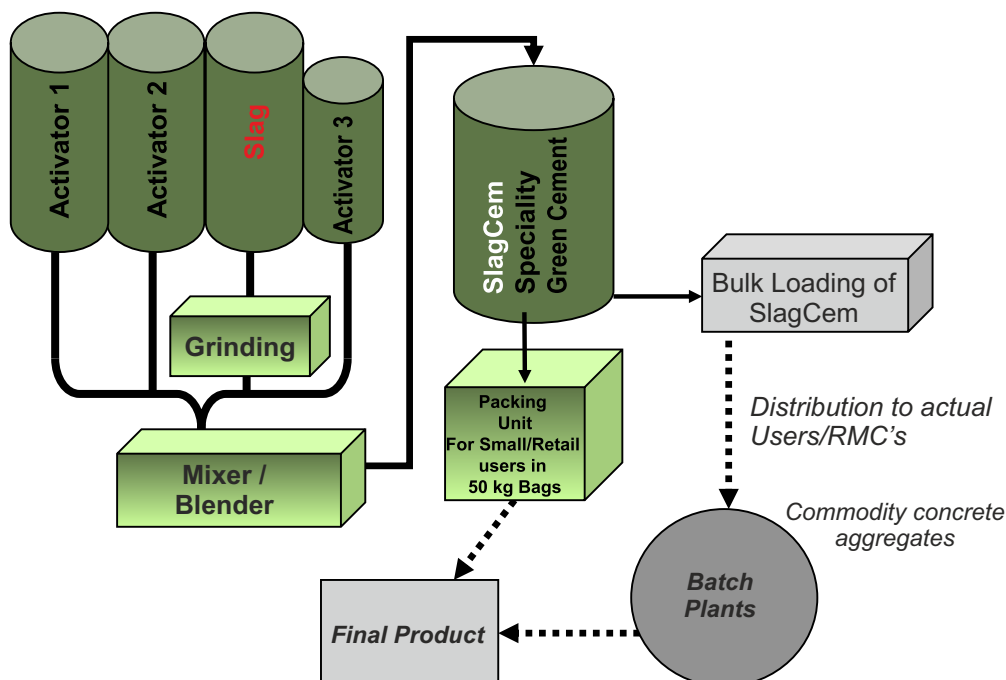 Activator 1
Activator 2
Slag
Activator 3
SlagCem
Speciality
Green Cement
Grinding
Mixer /
Blender
Bulk Loading of
SlagCem
Packing
Unit
For Small/Retail
users in
50 kg Bags
Distribution to actual
Users/RMC's
Commodity concrete
aggregates
Batch
Plants
Final Product